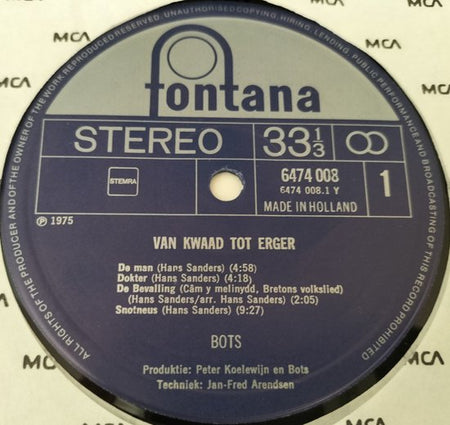 ALL RIGHTS OF THE PRODUCER AND OF THE OWNER OF THE WORK REPRODUCED RESERVED. UNAUTHORISED COPYING, HIRING, LENDING, PUBLIC PERFORMANCE AND BROADCASTING OF THIS RECORD PROHIBITED
fontana
STEREO 33 1/3
STEMRA
6474 008
6474 008.1 Y
MADE IN HOLLAND
1
℗ 1975
VAN KWAAD TOT ERGER
De man (Hans Sanders) (4:58)
Dokter (Hans Sanders) (4:18)
De Bevalling (Câm y melinydd, Bretons volkslied)
(Hans Sanders/arr. Hans Sanders) (2:05)
Snotneus (Hans Sanders) (9:27)
BOTS
Produktie: Peter Koelewijn en Bots
Techniek: Jan-Fred Arendsen
MCA
MCA
MCA
MCA
MCA
MCA